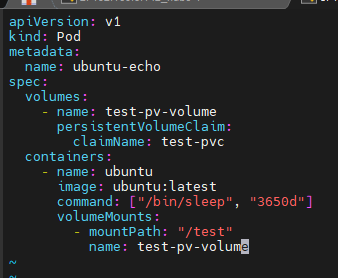 apiVersion: v1
kind: Pod
metadata:
  name: ubuntu-echo
spec:
  volumes:
    - name: test-pv-volume
      persistentVolumeClaim:
        claimName: test-pvc
  containers:
    - name: ubuntu
      image: ubuntu:latest
      command: ["/bin/sleep", "3650d"]
      volumeMounts:
        - mountPath: "/test"
          name: test-pv-volume
~
~